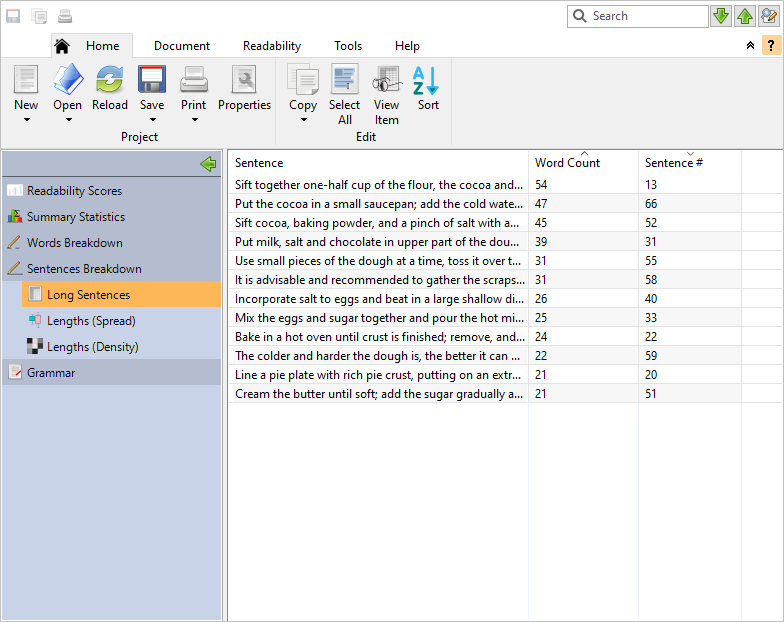 Search
Home Document Readability Tools Help
?
New Open Reload Save Print Properties Copy Select All View Item Sort
Project Edit
Sentence Word Count Sentence #
Readability Scores
Summary Statistics
Words Breakdown
Sentences Breakdown
Long Sentences
Lengths (Spread)
Lengths (Density)
Grammar
Sift together one-half cup of the flour, the cocoa and... 54 13
Put the cocoa in a small saucepan; add the cold wate... 47 66
Sift cocoa, baking powder, and a pinch of salt with a... 45 52
Put milk, salt and chocolate in upper part of the dou... 39 31
Use small pieces of the dough at a time, toss it over t... 31 55
It is advisable and recommended to gather the scraps... 31 58
Incorporate salt to eggs and beat in a large shallow di... 26 40
Mix the eggs and sugar together and pour the hot mi... 25 33
Bake in a hot oven until crust is finished; remove, and... 24 22
The colder and harder the dough is, the better it can ... 22 59
Line a pie plate with rich pie crust, putting on an extr... 21 20
Cream the butter until soft; add the sugar gradually a... 21 51